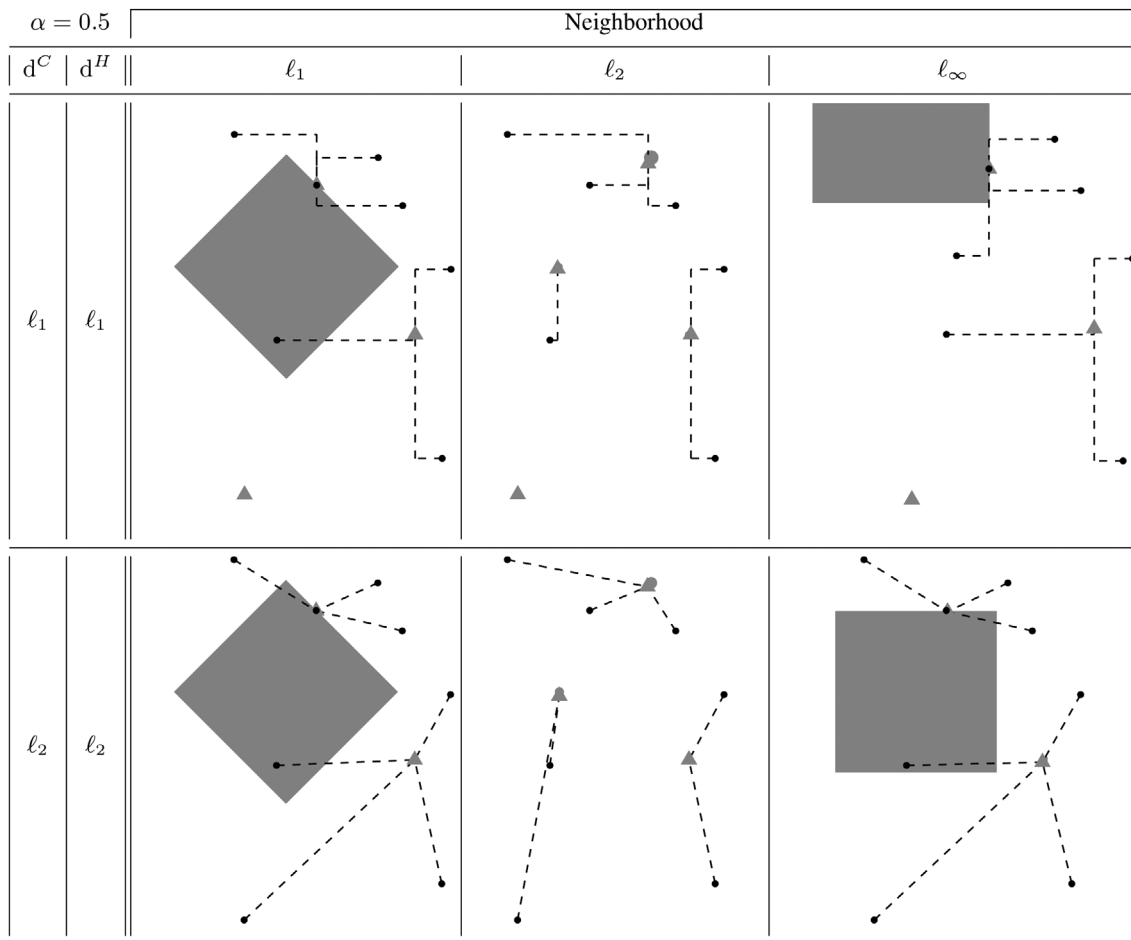 α = 0.5 Neighborhood
d^C d^H ℓ₁ ℓ₂ ℓ∞
ℓ₁ ℓ₁
ℓ₂ ℓ₂